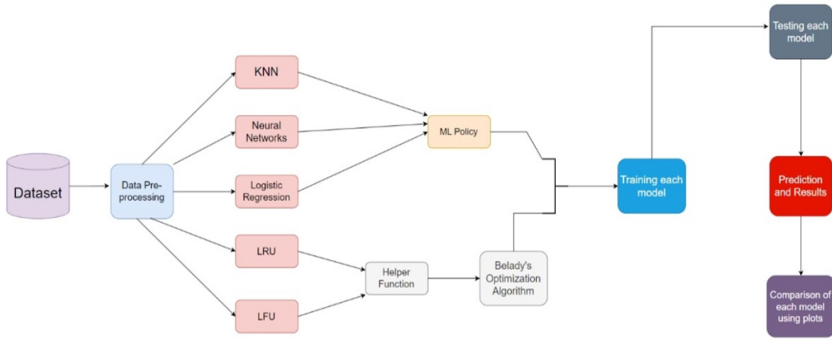 Dataset
Data Pre-
processing
KNN
Neural
Networks
Logistic
Regression
LRU
LFU
ML Policy
Helper
Function
Belady's
Optimization
Algorithm
Training each
model
Testing each
model
Prediction
and Results
Comparison of
each model
using plots